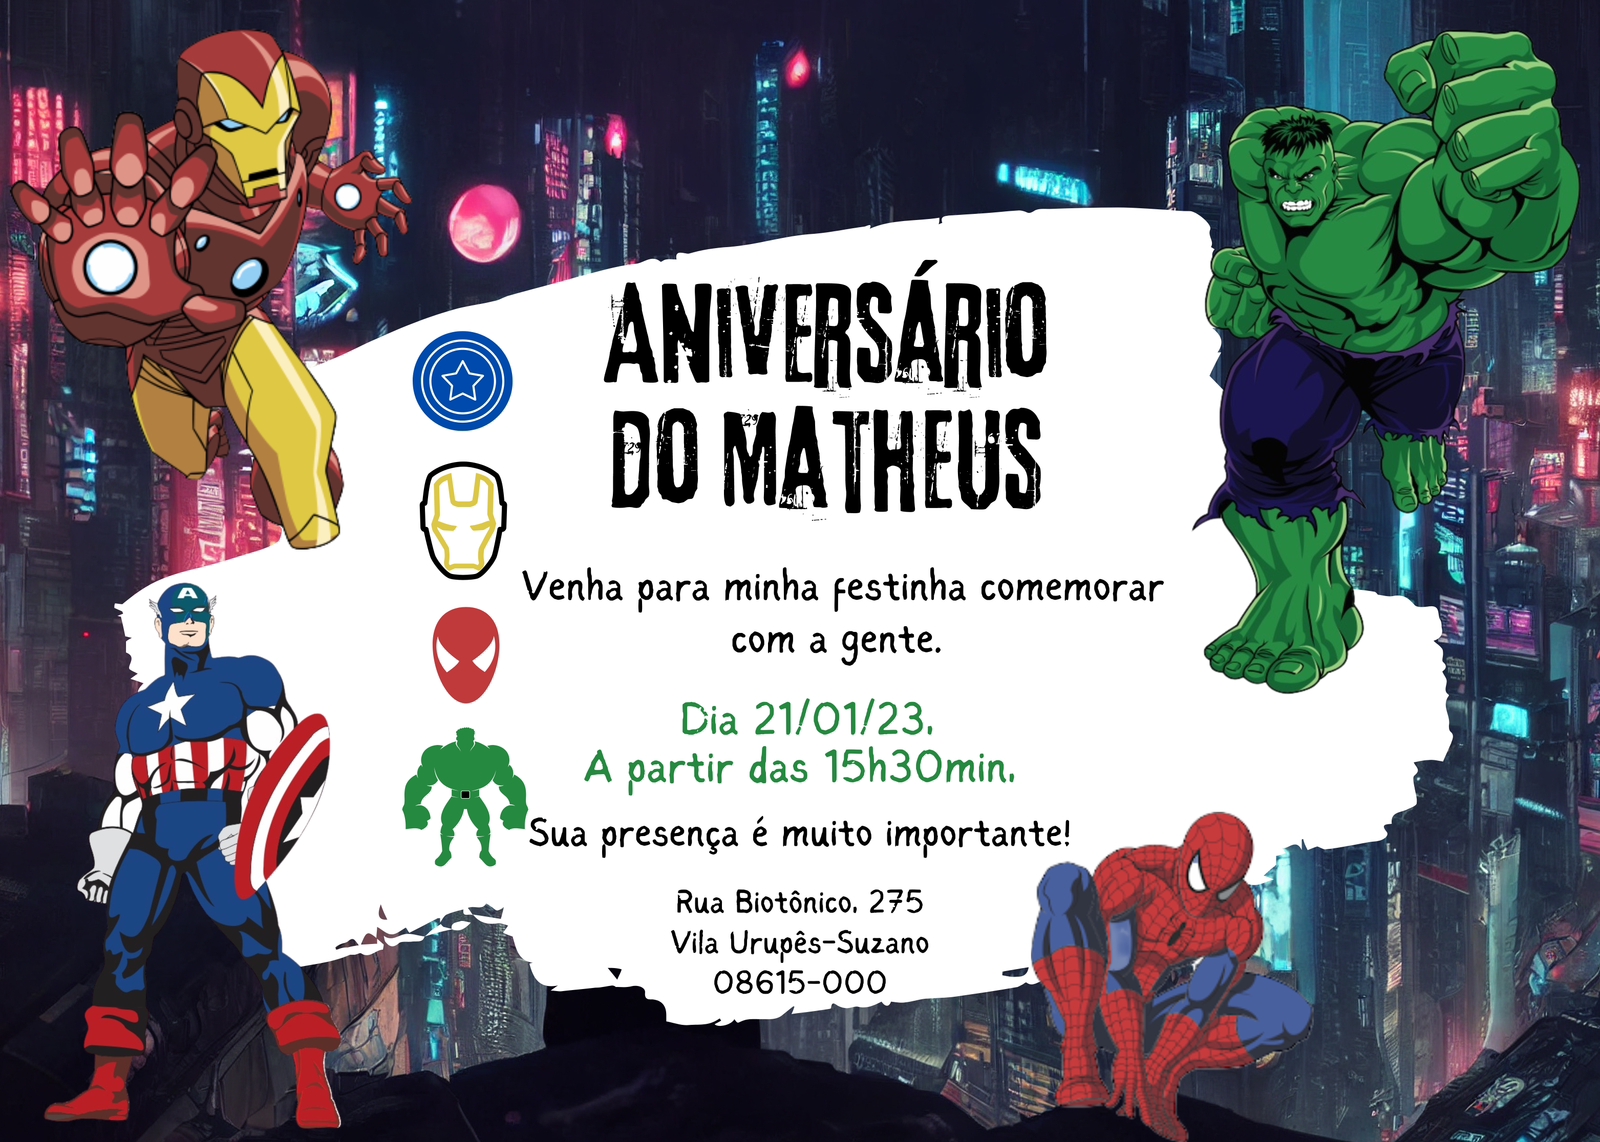 ANIVERSÁRIO
DO MATHEUS
Venha para minha festinha comemorar
com a gente.
Dia 21/01/23.
A partir das 15h30min.
Sua presença é muito importante!
Rua Biotônico, 275
Vila Urupês-Suzano
08615-000
A